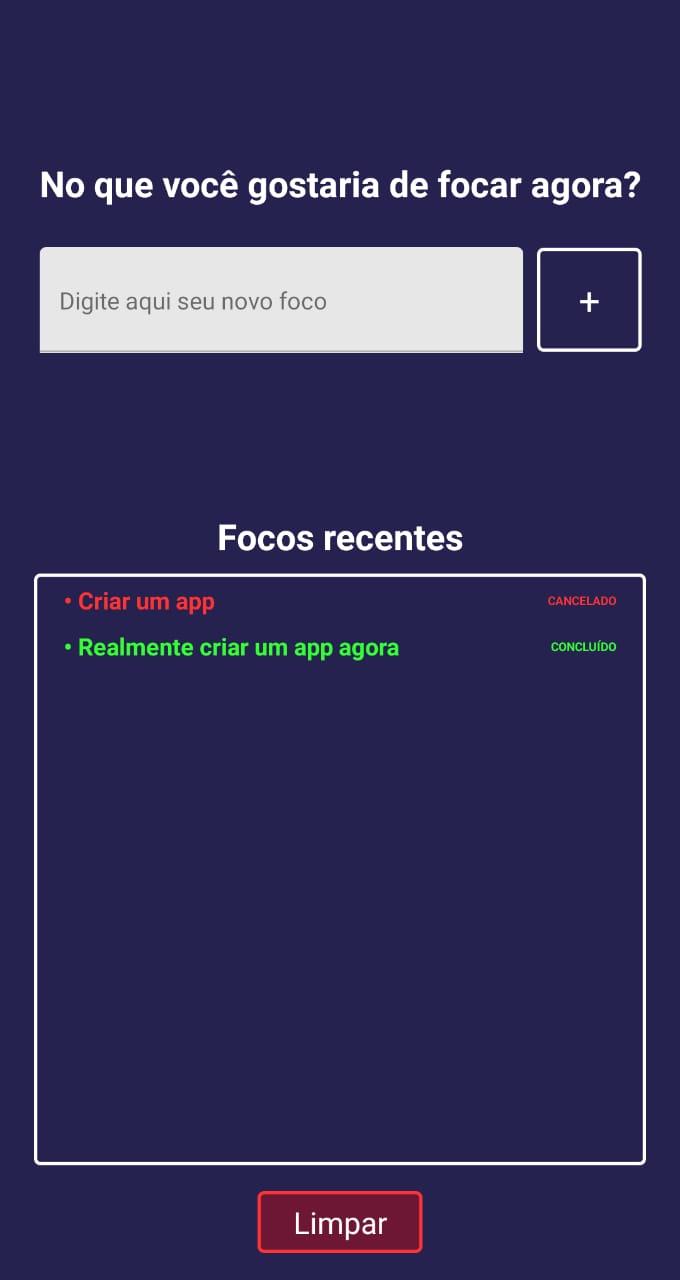 No que você gostaria de focar agora?
Digite aqui seu novo foco
+
Focos recentes
• Criar um app CANCELADO
• Realmente criar um app agora CONCLUÍDO
Limpar